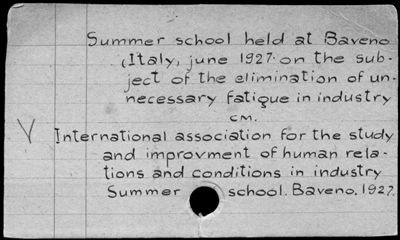 Summer school held at Baveno
(Italy, june 1927. on the sub-
ject of the elimination of un-
necessary fatigue in industry
cm.
V International association for the study
and improvment of human rela-
tions and conditions in industry
Summer school. Baveno. 1927.